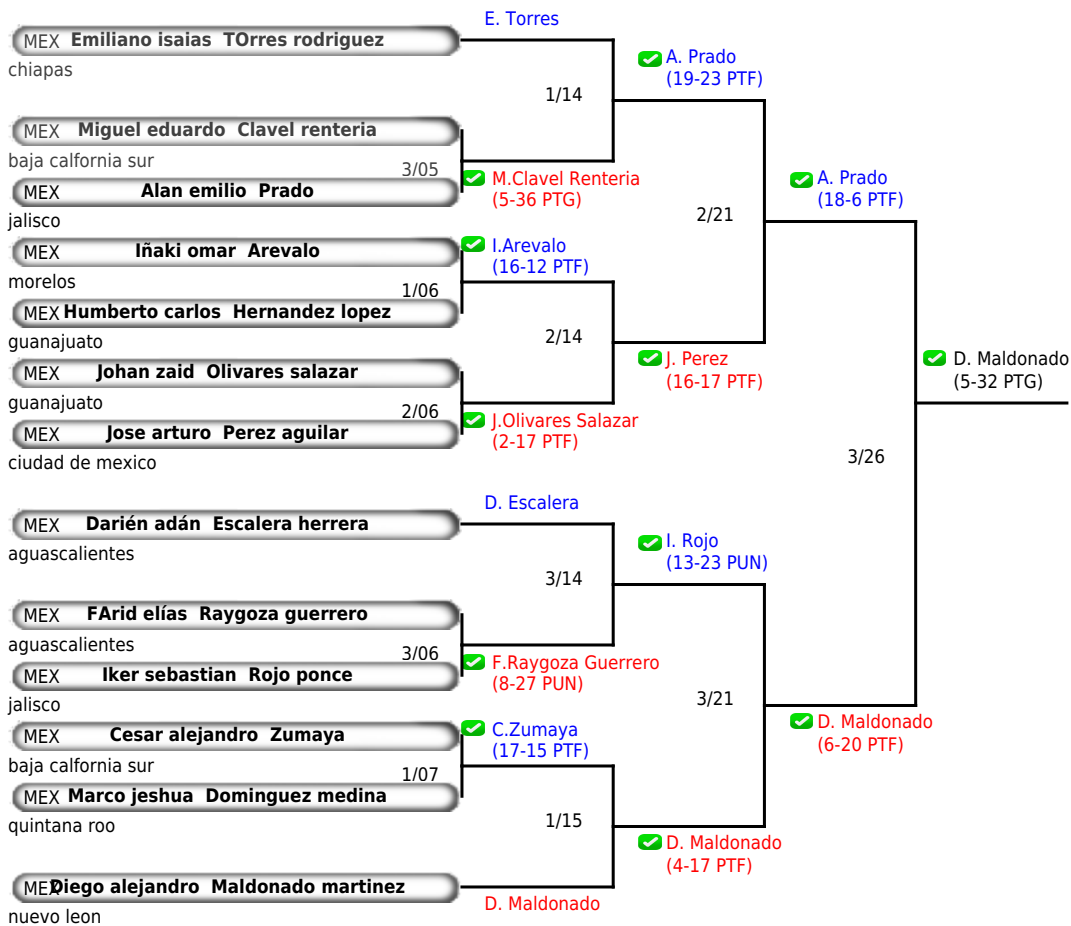 E. Torres
MEX Emiliano isaias TOrres rodriguez
chiapas
A. Prado
(19-23 PTF)
1/14
MEX Miguel eduardo Clavel renteria
baja calfornia sur
3/05
M.Clavel Renteria
(5-36 PTG)
MEX Alan emilio Prado
jalisco
A. Prado
(18-6 PTF)
2/21
MEX Iñaki omar Arevalo
morelos
I.Arevalo
(16-12 PTF)
1/06
MEX Humberto carlos Hernandez lopez
guanajuato
2/14
J. Perez
(16-17 PTF)
D. Maldonado
(5-32 PTG)
MEX Johan zaid Olivares salazar
guanajuato
2/06
J.Olivares Salazar
(2-17 PTF)
MEX Jose arturo Perez aguilar
ciudad de mexico
3/26
D. Escalera
MEX Darién adán Escalera herrera
aguascalientes
I. Rojo
(13-23 PUN)
3/14
MEX FArid elías Raygoza guerrero
aguascalientes
3/06
F.Raygoza Guerrero
(8-27 PUN)
MEX Iker sebastian Rojo ponce
jalisco
3/21
D. Maldonado
(6-20 PTF)
MEX Cesar alejandro Zumaya
baja calfornia sur
C.Zumaya
(17-15 PTF)
1/07
MEX Marco jeshua Dominguez medina
quintana roo
1/15
D. Maldonado
(4-17 PTF)
MEX Diego alejandro Maldonado martinez
nuevo leon
D. Maldonado